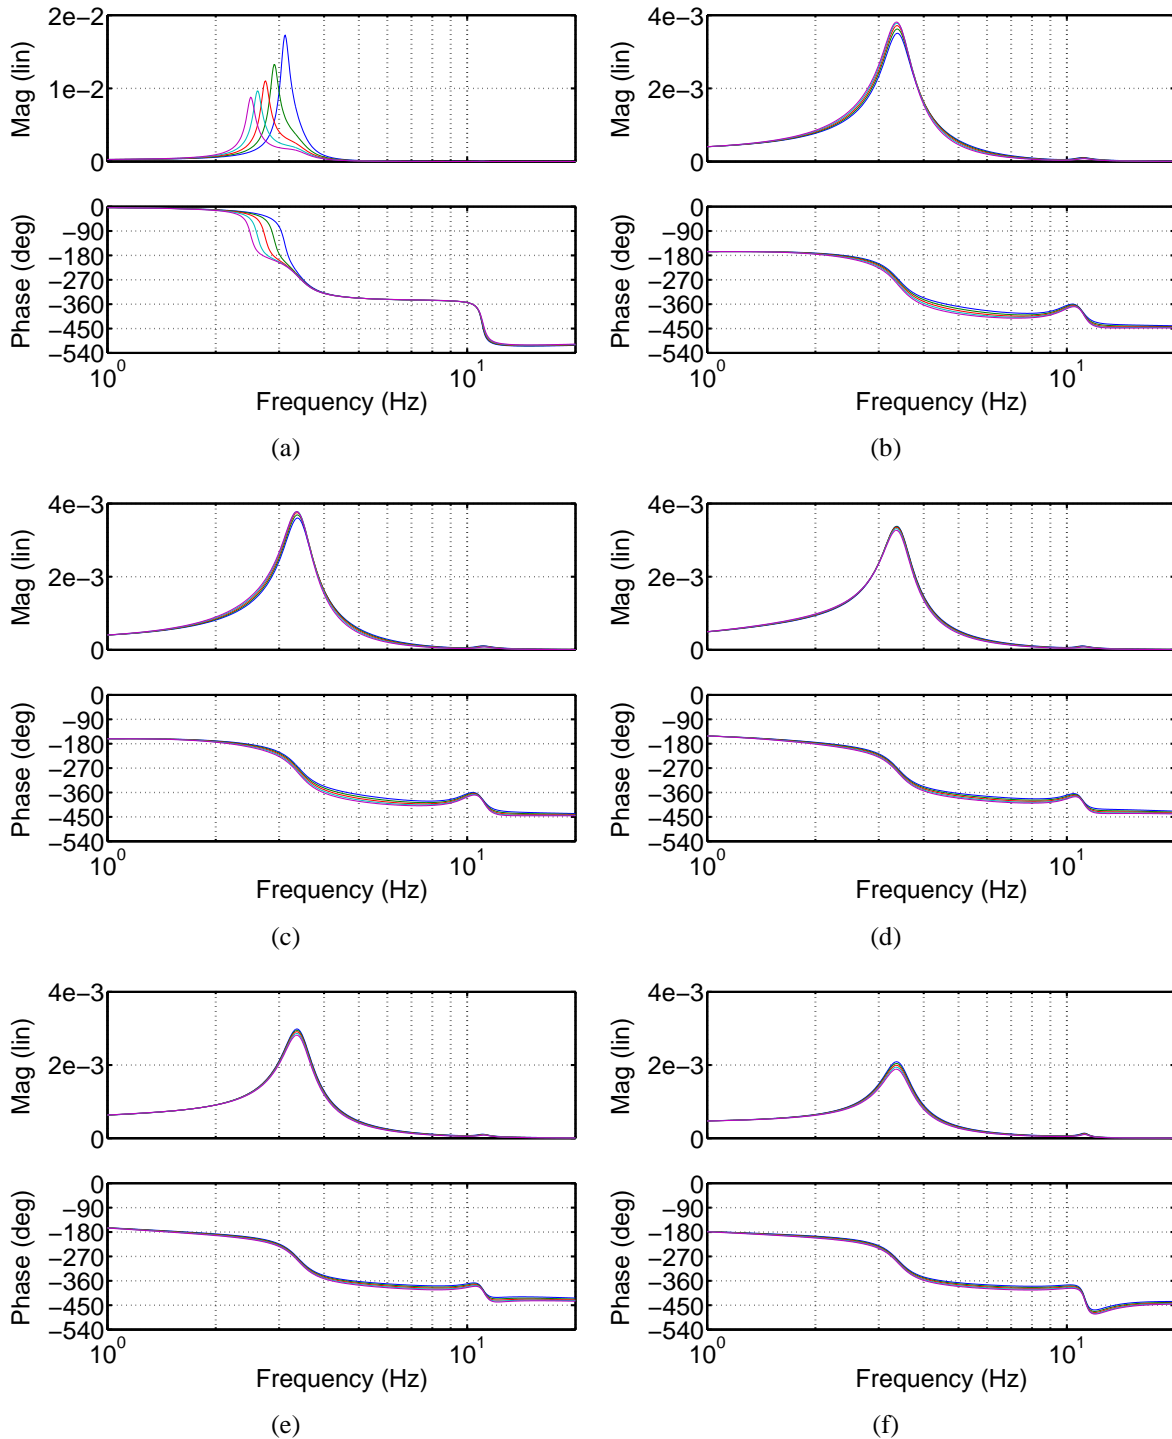 2e−2
1e−2
0
Mag (lin)
0
−90
−180
−270
−360
−450
−540
Phase (deg)
10^0
10^1
Frequency (Hz)
(a)
4e−3
2e−3
0
Mag (lin)
0
−90
−180
−270
−360
−450
−540
Phase (deg)
10^0
10^1
Frequency (Hz)
(b)
4e−3
2e−3
0
Mag (lin)
0
−90
−180
−270
−360
−450
−540
Phase (deg)
10^0
10^1
Frequency (Hz)
(c)
4e−3
2e−3
0
Mag (lin)
0
−90
−180
−270
−360
−450
−540
Phase (deg)
10^0
10^1
Frequency (Hz)
(d)
4e−3
2e−3
0
Mag (lin)
0
−90
−180
−270
−360
−450
−540
Phase (deg)
10^0
10^1
Frequency (Hz)
(e)
4e−3
2e−3
0
Mag (lin)
0
−90
−180
−270
−360
−450
−540
Phase (deg)
10^0
10^1
Frequency (Hz)
(f)